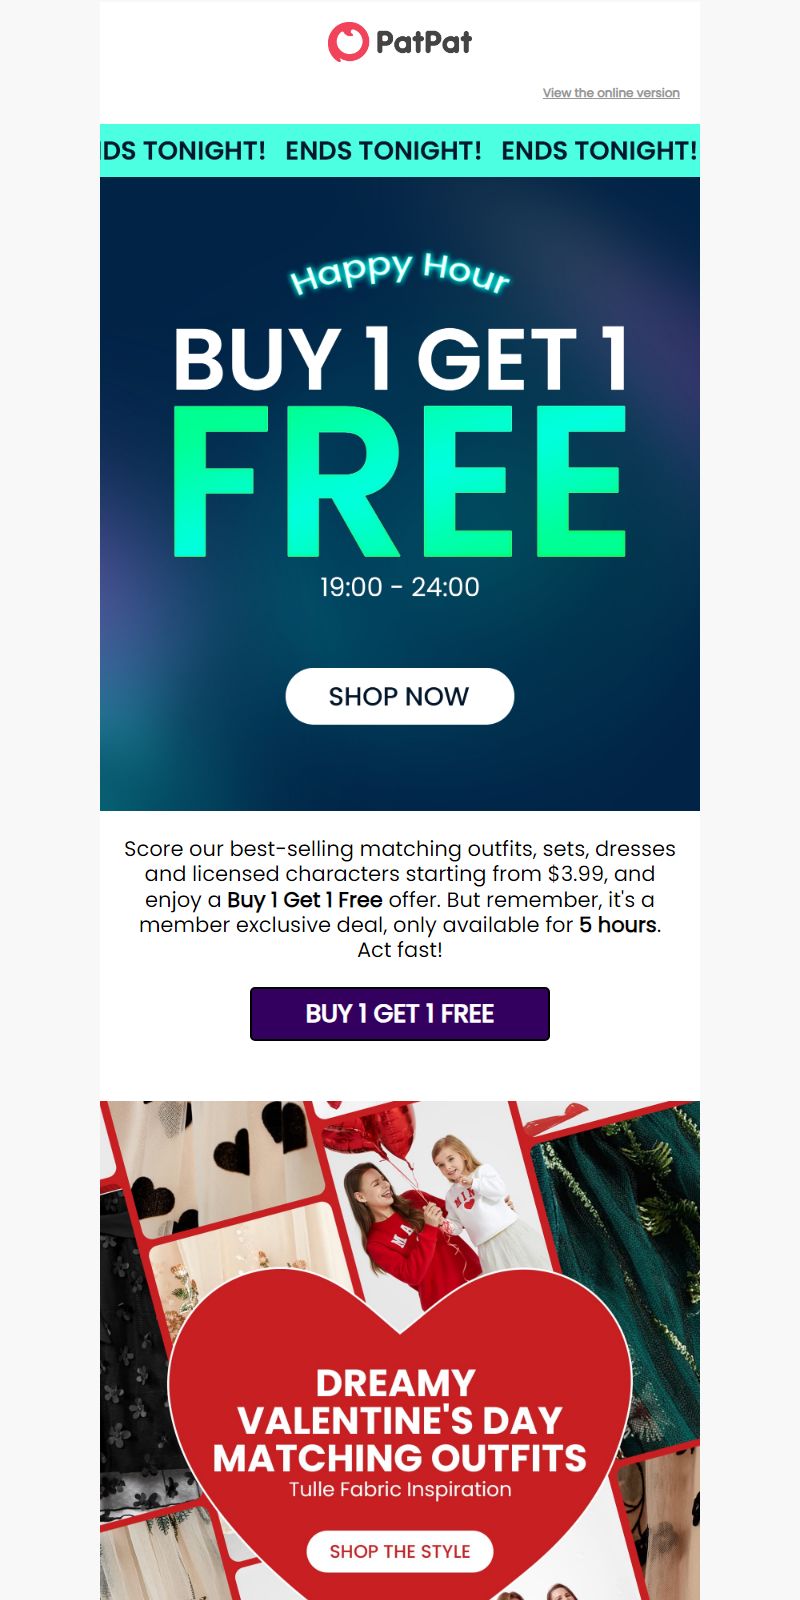 PatPat
View the online version
DS TONIGHT! ENDS TONIGHT! ENDS TONIGHT!
Happy Hour
BUY 1 GET 1
FREE
19:00 - 24:00
SHOP NOW
Score our best-selling matching outfits, sets, dresses
and licensed characters starting from $3.99, and
enjoy a Buy 1 Get 1 Free offer. But remember, it's a
member exclusive deal, only available for 5 hours.
Act fast!
BUY 1 GET 1 FREE
DREAMY
VALENTINE'S DAY
MATCHING OUTFITS
Tulle Fabric Inspiration
SHOP THE STYLE